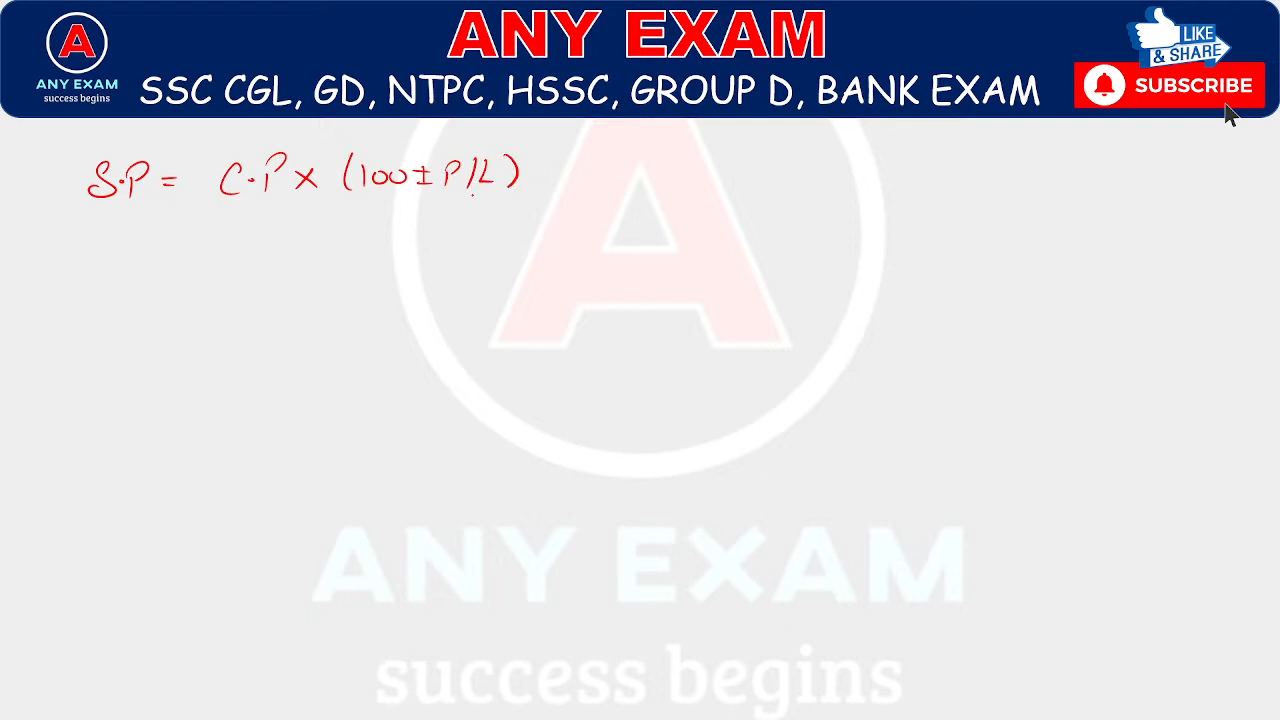 ANY EXAM
LIKE
& SHARE
A
ANY EXAM
success begins
SSC CGL, GD, NTPC, HSSC, GROUP D, BANK EXAM
SUBSCRIBE
S.P = C.P × (100 ± P/L)
A
ANY EXAM
success begins